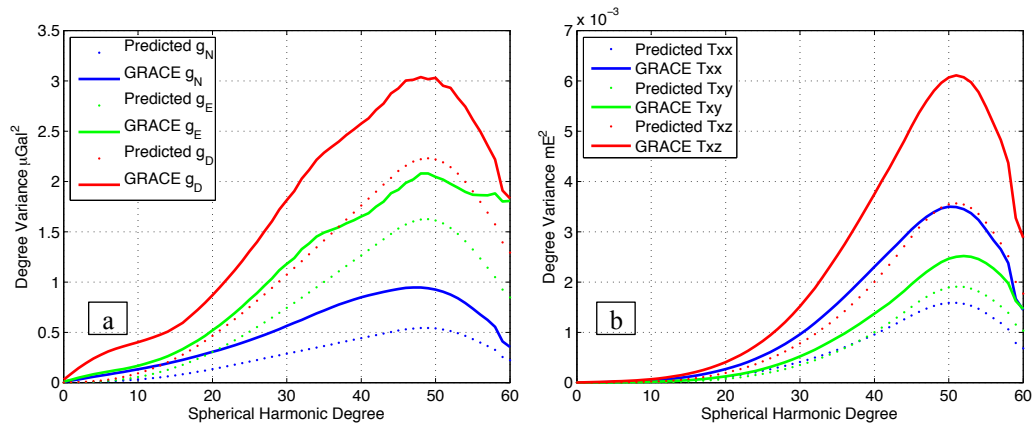 3.5
3
2.5
2
1.5
1
0.5
0
0 10 20 30 40 50 60
Degree Variance μGal²
Spherical Harmonic Degree
Predicted g_N
GRACE g_N
Predicted g_E
GRACE g_E
Predicted g_D
GRACE g_D
a
x 10⁻³
7
6
5
4
3
2
1
0
0 10 20 30 40 50 60
Degree Variance mE²
Spherical Harmonic Degree
Predicted Txx
GRACE Txx
Predicted Txy
GRACE Txy
Predicted Txz
GRACE Txz
b